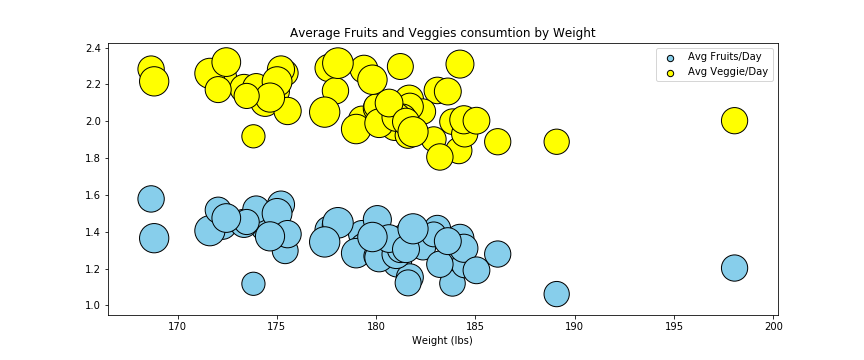 Average Fruits and Veggies consumtion by Weight
Avg Fruits/Day
Avg Veggie/Day
2.4
2.2
2.0
1.8
1.6
1.4
1.2
1.0
170 175 180 185 190 195 200
Weight (lbs)